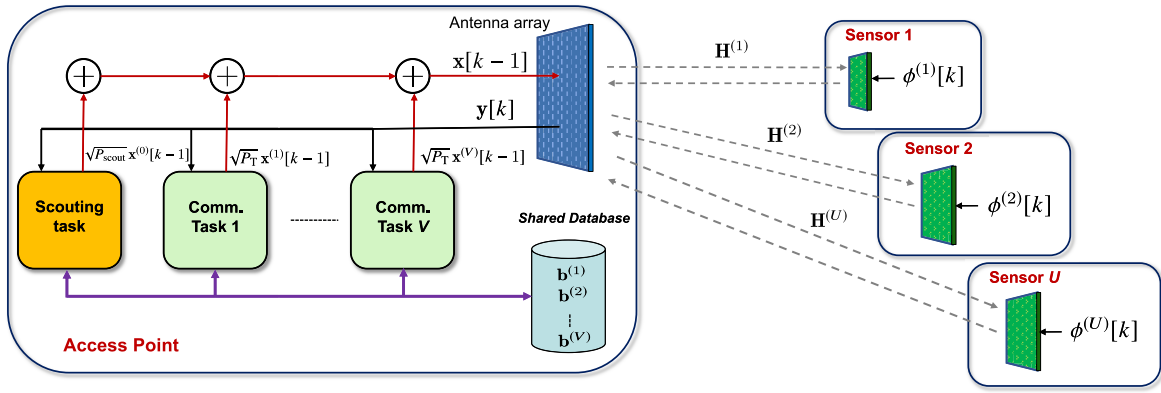 Antenna array
x[k − 1]
y[k]
√P_scout x^(0)[k − 1]
√P_T x^(1)[k − 1]
√P_T x^(V)[k − 1]
Scouting
task
Comm.
Task 1
Comm.
Task V
Shared Database
b^(1)
b^(2)
b^(V)
Access Point
H^(1)
H^(2)
H^(U)
Sensor 1
ϕ^(1)[k]
Sensor 2
ϕ^(2)[k]
Sensor U
ϕ^(U)[k]